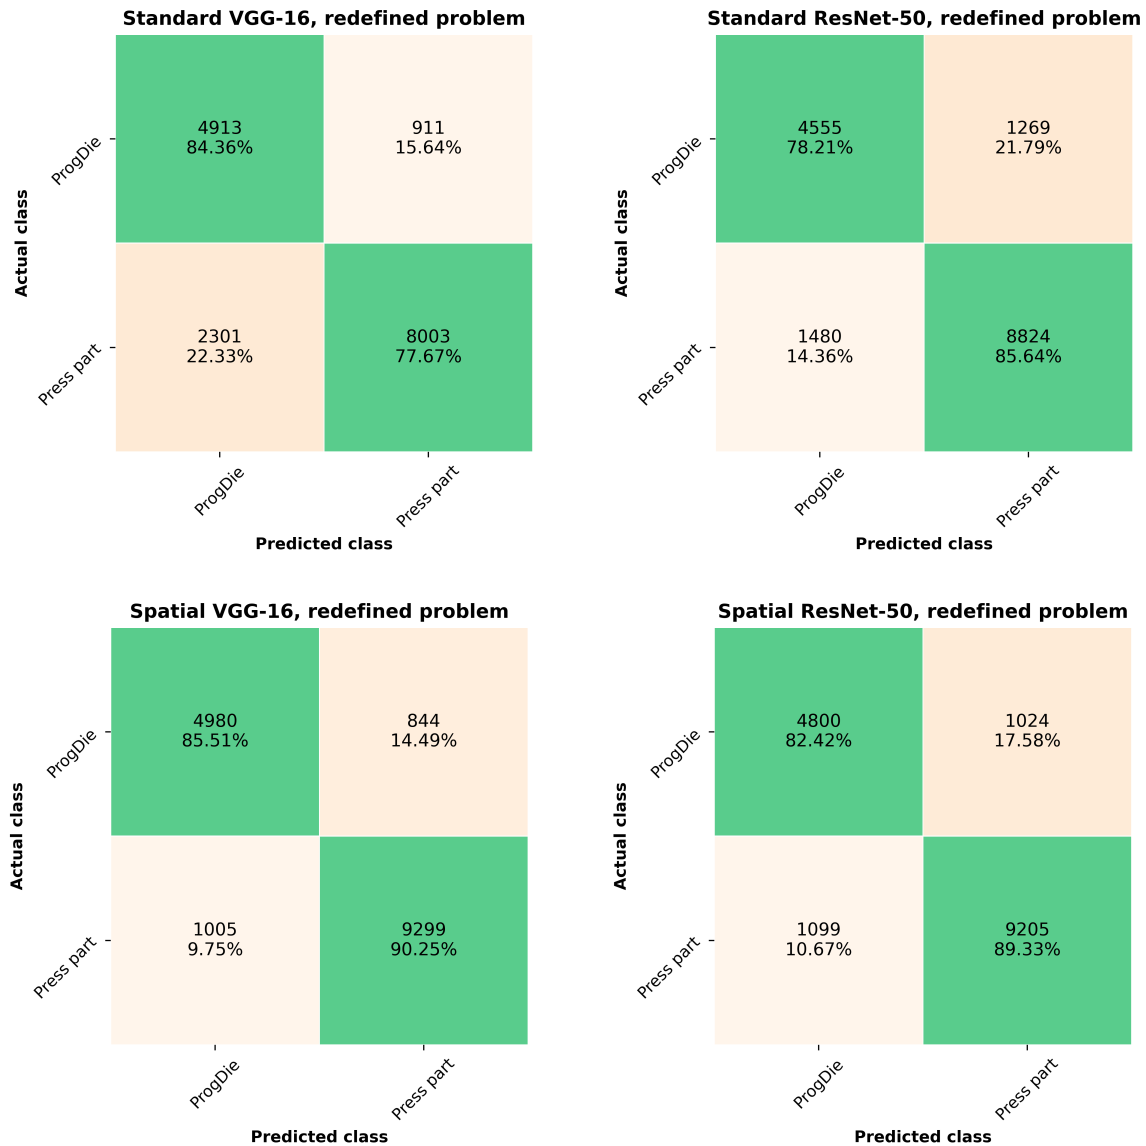 Standard VGG-16, redefined problem
Actual class
ProgDie
4913
84.36%
911
15.64%
Press part
2301
22.33%
8003
77.67%
ProgDie
Press part
Predicted class
Standard ResNet-50, redefined problem
Actual class
ProgDie
4555
78.21%
1269
21.79%
Press part
1480
14.36%
8824
85.64%
ProgDie
Press part
Predicted class
Spatial VGG-16, redefined problem
Actual class
ProgDie
4980
85.51%
844
14.49%
Press part
1005
9.75%
9299
90.25%
ProgDie
Press part
Predicted class
Spatial ResNet-50, redefined problem
Actual class
ProgDie
4800
82.42%
1024
17.58%
Press part
1099
10.67%
9205
89.33%
ProgDie
Press part
Predicted class